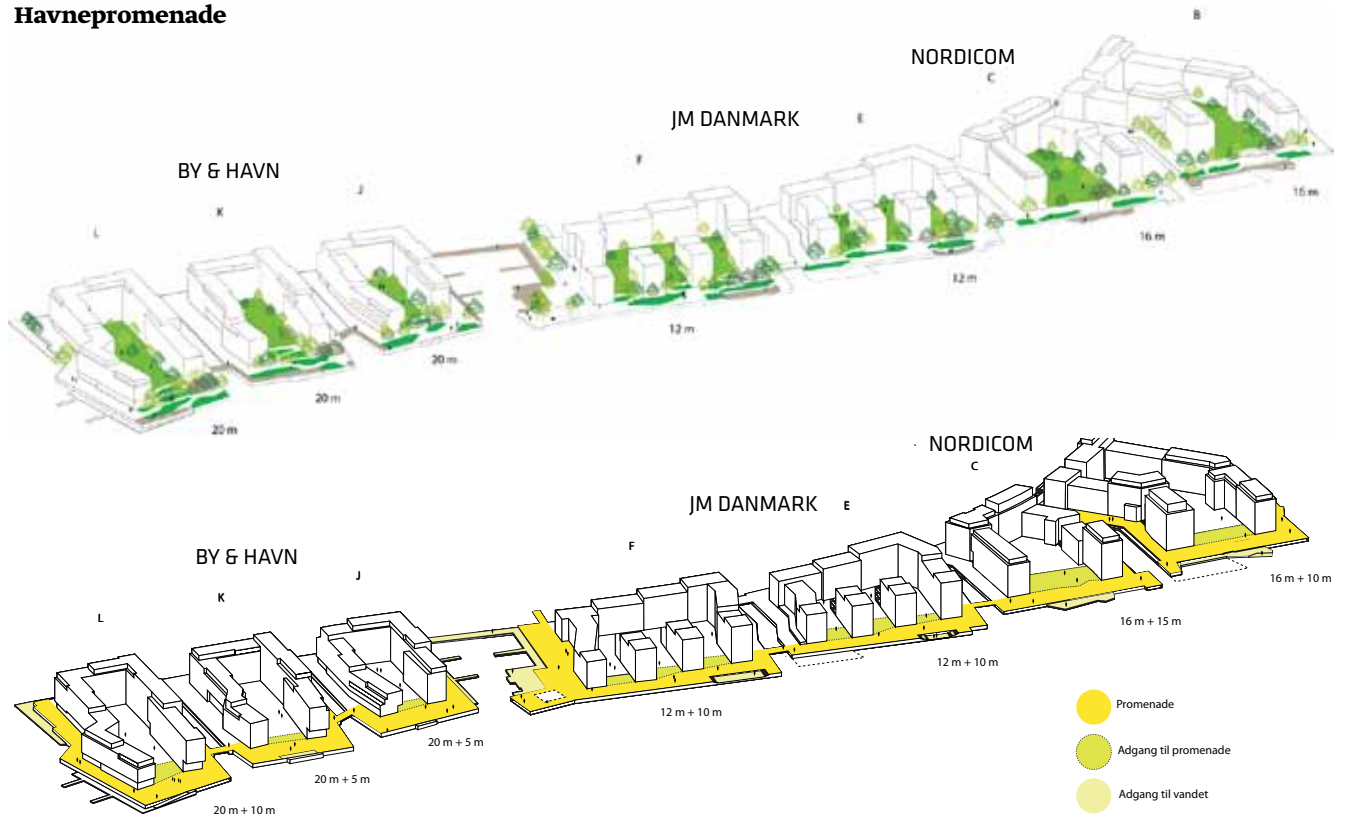 Havnepromenade
B
NORDICOM
C
JM DANMARK
E
F
BY & HAVN
J
K
L
16 m
16 m
12 m
12 m
20 m
20 m
20 m
NORDICOM
C
JM DANMARK
E
F
BY & HAVN
J
K
L
16 m + 10 m
16 m + 15 m
12 m + 10 m
12 m + 10 m
20 m + 5 m
20 m + 5 m
20 m + 10 m
Promenade
Adgang til promenade
Adgang til vandet